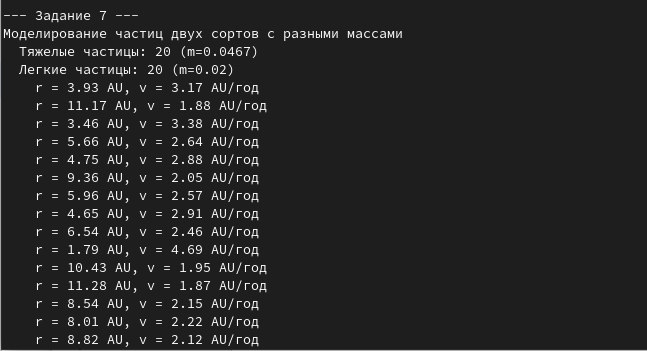 --- Задание 7 ---
Моделирование частиц двух сортов с разными массами
Тяжелые частицы: 20 (m=0.0467)
Легкие частицы: 20 (m=0.02)
r = 3.93 AU, v = 3.17 AU/год
r = 11.17 AU, v = 1.88 AU/год
r = 3.46 AU, v = 3.38 AU/год
r = 5.66 AU, v = 2.64 AU/год
r = 4.75 AU, v = 2.88 AU/год
r = 9.36 AU, v = 2.05 AU/год
r = 5.96 AU, v = 2.57 AU/год
r = 4.65 AU, v = 2.91 AU/год
r = 6.54 AU, v = 2.46 AU/год
r = 1.79 AU, v = 4.69 AU/год
r = 10.43 AU, v = 1.95 AU/год
r = 11.28 AU, v = 1.87 AU/год
r = 8.54 AU, v = 2.15 AU/год
r = 8.01 AU, v = 2.22 AU/год
r = 8.82 AU, v = 2.12 AU/год